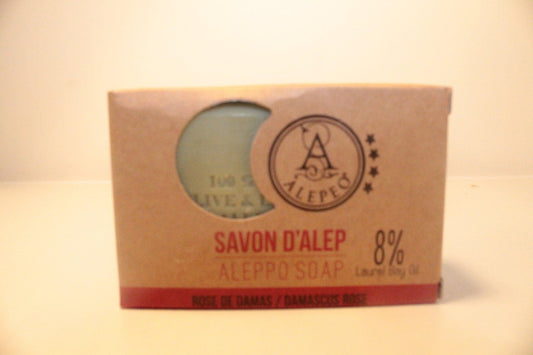 100 %
LIVE & L
ALEPEO
SAVON D'ALEP
ALEPPO SOAP
8%
Laurel Bay Oil
ROSE DE DAMAS / DAMASCUS ROSE